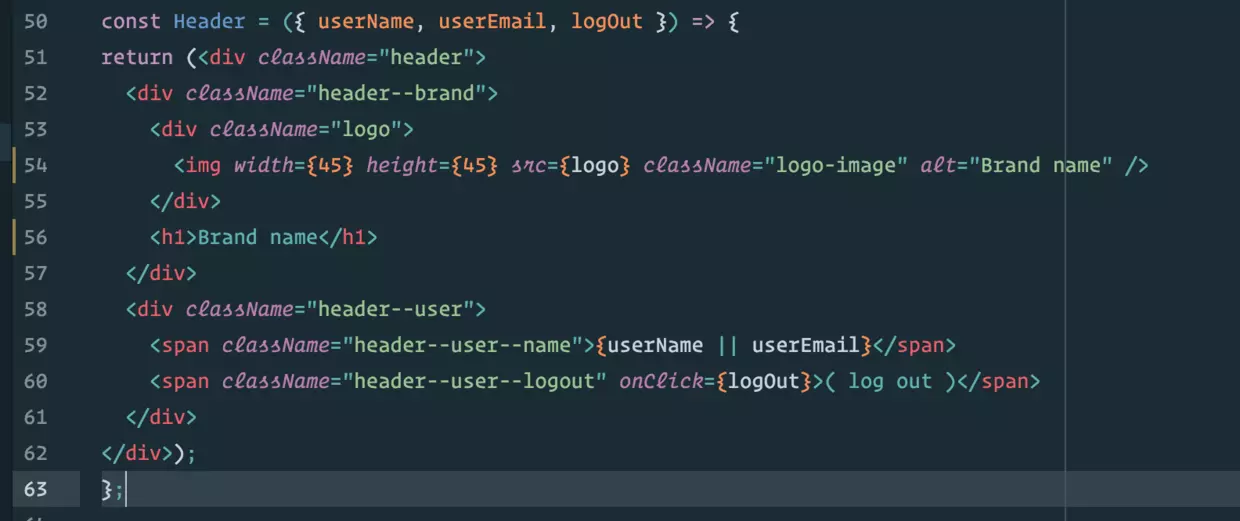 50 const Header = ({ userName, userEmail, logOut }) => {
51 return (<div className="header">
52   <div className="header--brand">
53     <div className="logo">
54       <img width={45} height={45} src={logo} className="logo-image" alt="Brand name" />
55     </div>
56     <h1>Brand name</h1>
57   </div>
58   <div className="header--user">
59     <span className="header--user--name">{userName || userEmail}</span>
60     <span className="header--user--logout" onClick={logOut}>( log out )</span>
61   </div>
62 </div>);
63 };